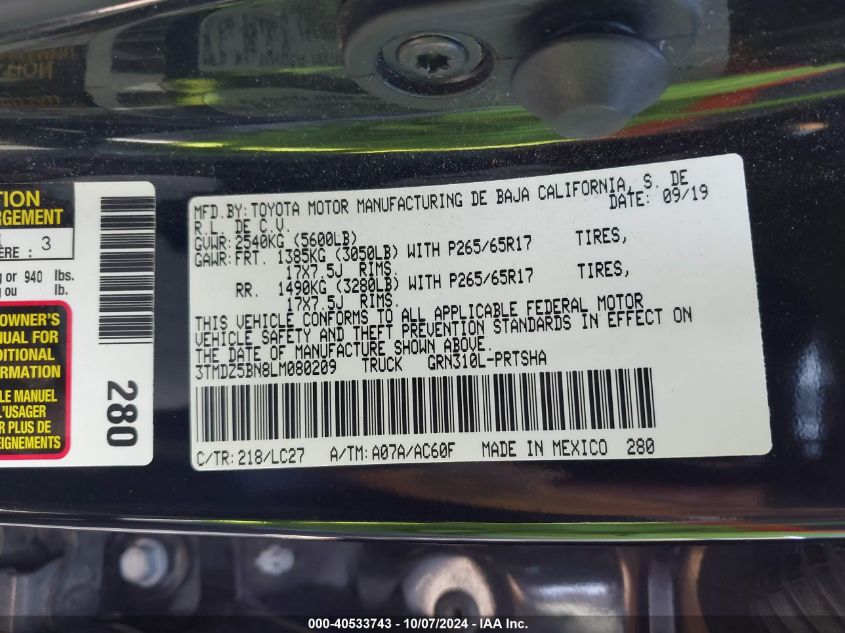 TION
RGEMENT
ERE : 3
g or 940 lbs.
g ou lb.
OWNER'S
NUAL FOR
DITIONAL
ORMATION
LE MANUEL
L'USAGER
R PLUS DE
EIGNEMENTS
280
MFD.BY:TOYOTA MOTOR MANUFACTURING DE BAJA CALIFORNIA, S. DE
R.L. DE C.V. DATE: 09/19
GVWR:2540KG (5600LB)
GAWR:FRT. 1385KG (3050LB) WITH P265/65R17 TIRES,
17X7.5J RIMS.
RR. 1490KG (3280LB) WITH P265/65R17 TIRES,
17X7.5J RIMS.
THIS VEHICLE CONFORMS TO ALL APPLICABLE FEDERAL MOTOR
VEHICLE SAFETY AND THEFT PREVENTION STANDARDS IN EFFECT ON
THE DATE OF MANUFACTURE SHOWN ABOVE.
3TMDZ5BN8LM080209 TRUCK GRN310L-PRTSHA
C/TR:218/LC27 A/TM:A07A/AC60F MADE IN MEXICO 280
000-40533743 - 10/07/2024 - IAA Inc.